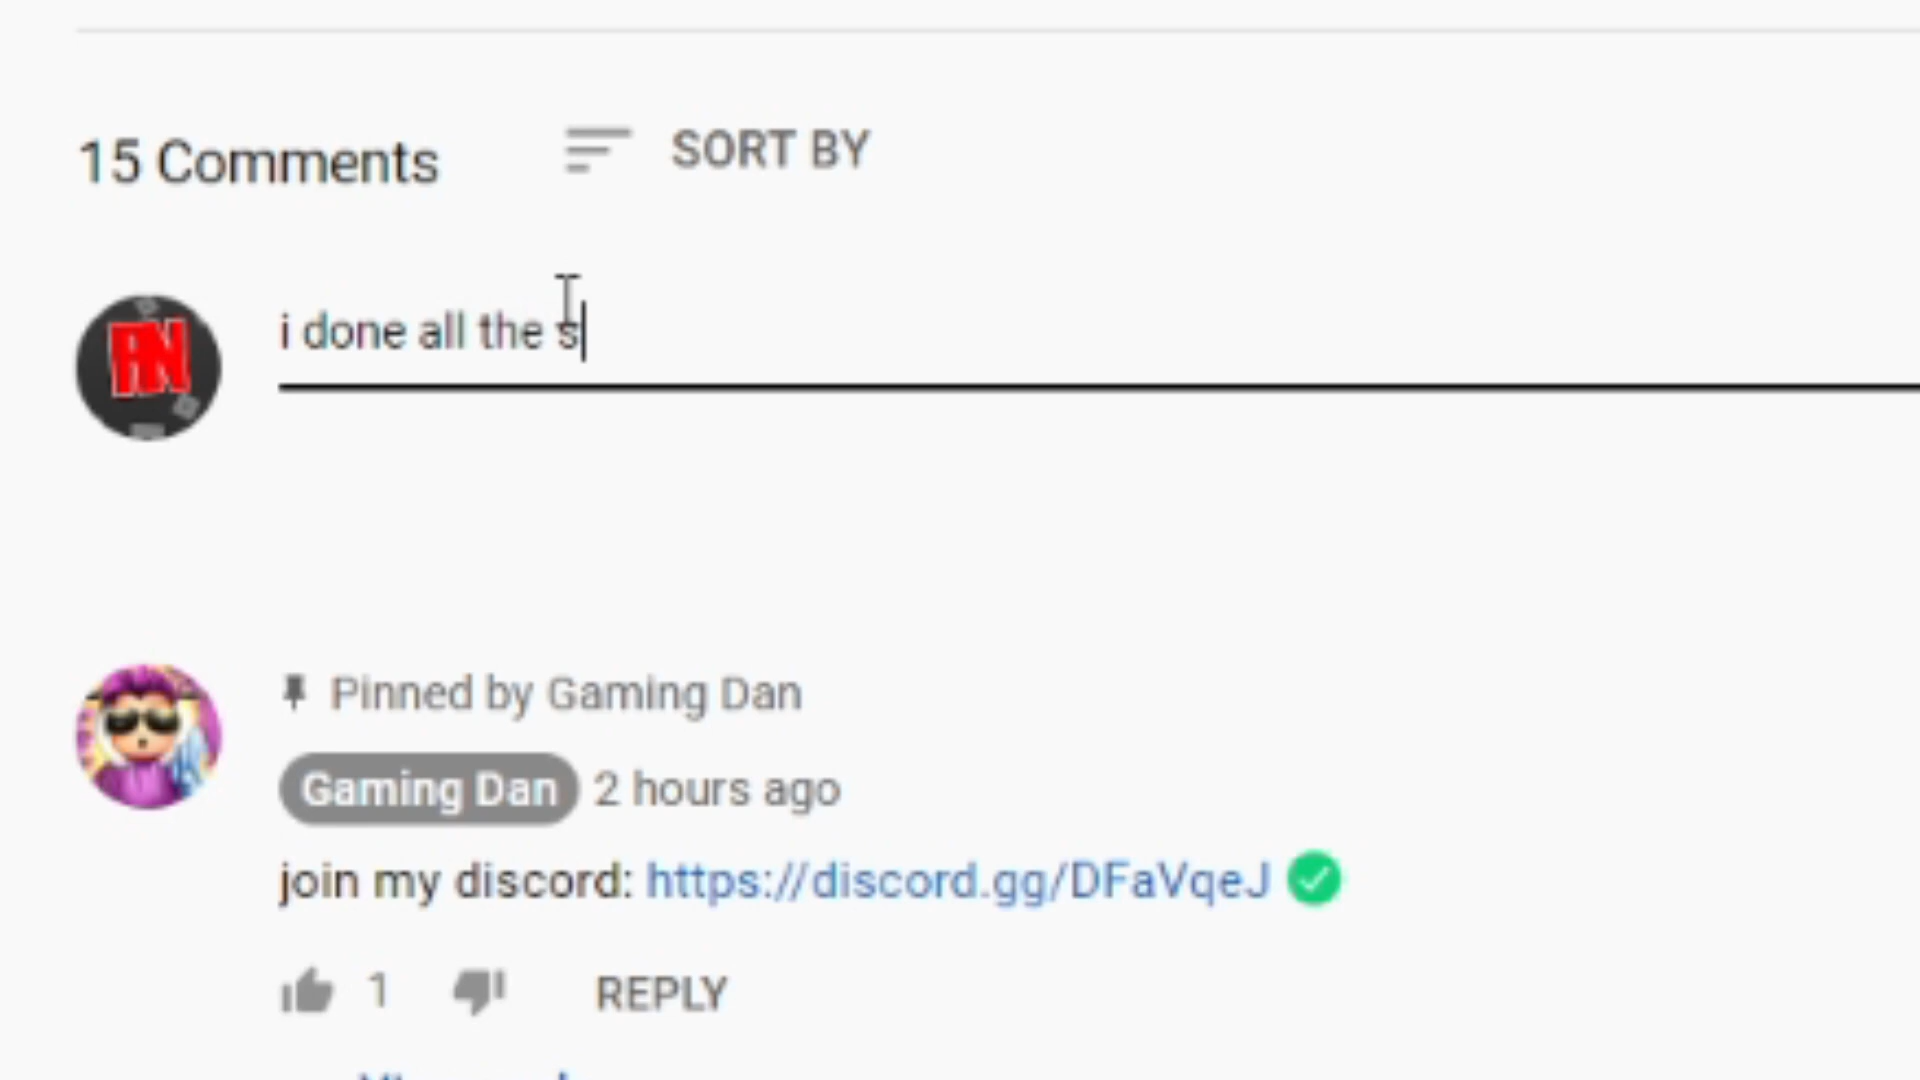 15 Comments
SORT BY
i done all the s
Pinned by Gaming Dan
Gaming Dan 2 hours ago
join my discord: https://discord.gg/DFaVqeJ
1
REPLY